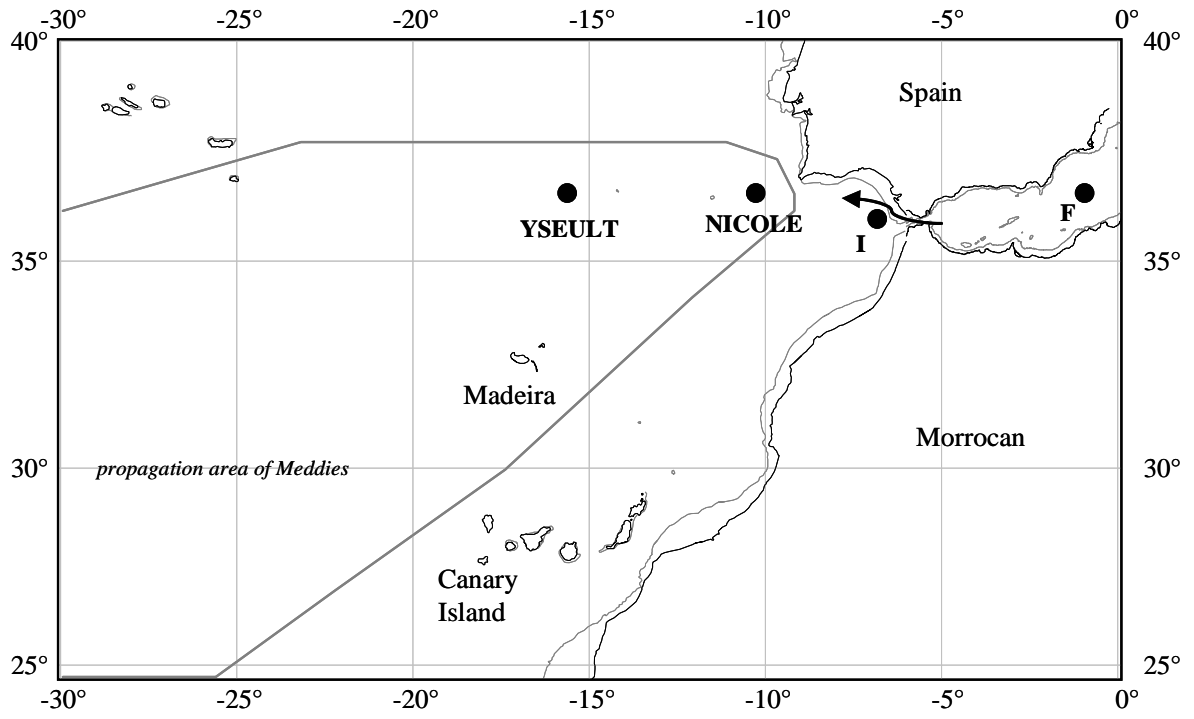 -30° -25° -20° -15° -10° -5° 0°
40° 40°
Spain
YSEULT NICOLE I F
35° 35°
Madeira
Morrocan
30° propagation area of Meddies 30°
Canary
Island
25° 25°
-30° -25° -20° -15° -10° -5° 0°